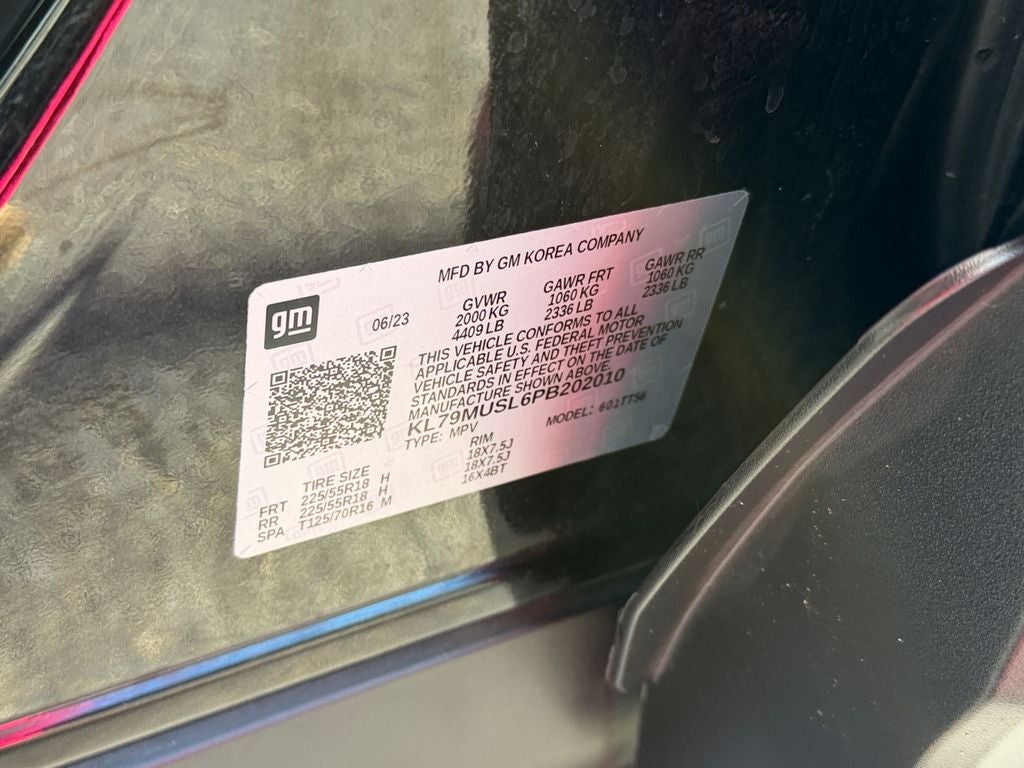 MFD BY GM KOREA COMPANY
gm
06/23
GVWR GAWR FRT GAWR RR
2000 KG 1060 KG 1060 KG
4409 LB 2336 LB 2336 LB
THIS VEHICLE CONFORMS TO ALL
APPLICABLE U.S. FEDERAL MOTOR
VEHICLE SAFETY AND THEFT PREVENTION
STANDARDS IN EFFECT ON THE DATE OF
MANUFACTURE SHOWN ABOVE.
KL79MUSL6PB202010
TYPE: MPV MODEL: 601TT56
TIRE SIZE RIM
FRT 225/55R18 H 18X7.5J
RR 225/55R18 H 18X7.5J
SPA T125/70R16 M 16X4BT